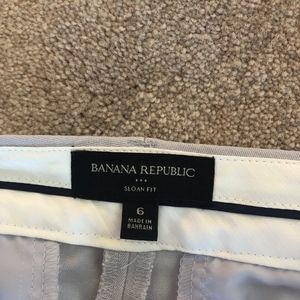 BANANA REPUBLIC
SLOAN FIT
6
MADE IN
BAHRAIN